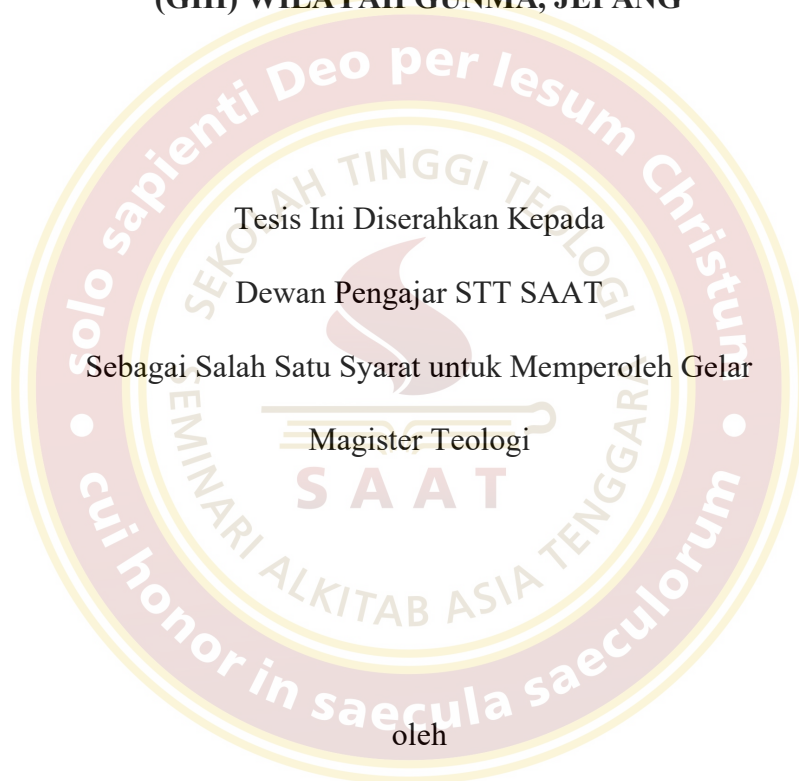 WILAYAH GUNMA, JEPANG
solo sapienti Deo per Iesum Christum
SEKOLAH TINGGI TEOLOGI
Tesis Ini Diserahkan Kepada
Dewan Pengajar STT SAAT
Sebagai Salah Satu Syarat untuk Memperoleh Gelar
Magister Teologi
SAAT
SEMINARI ALKITAB ASIA TENGGARA
cui honor in saecula saeculorum
oleh